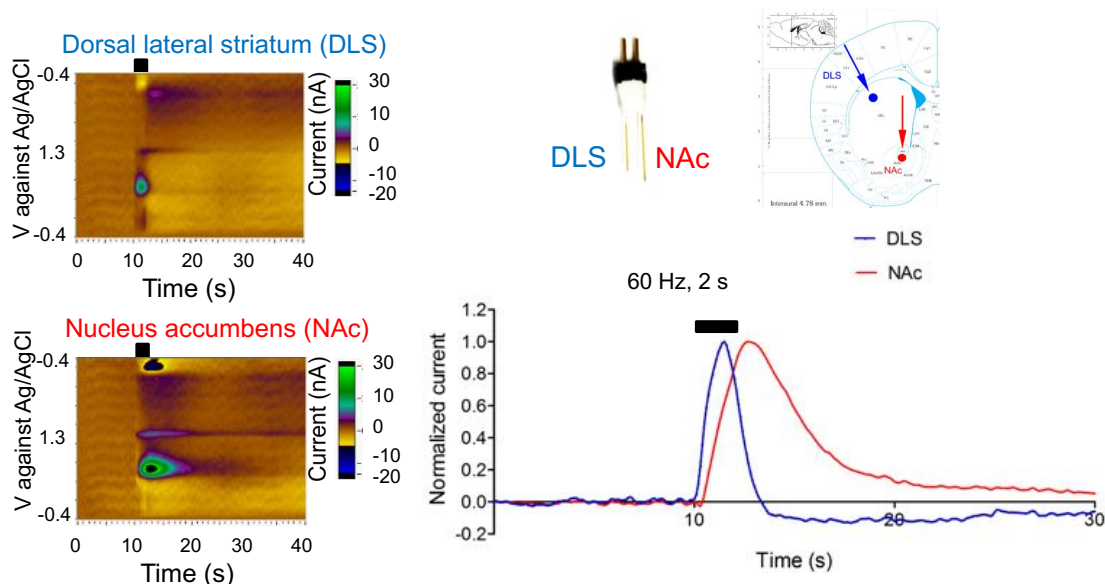 Dorsal lateral striatum (DLS)
V against Ag/AgCl
-0.4
1.3
-0.4
0 10 20 30 40
Time (s)
Current (nA)
30
20
10
0
-10
-20
DLS NAc
DLS
NAc
Interaural 4.78 mm
DLS
NAc
Nucleus accumbens (NAc)
V against Ag/AgCl
-0.4
1.3
-0.4
0 10 20 30 40
Time (s)
Current (nA)
30
20
10
0
-10
-20
60 Hz, 2 s
Normalized current
1.2
1.0
0.8
0.6
0.4
0.2
0.0
-0.2
10 20 30
Time (s)